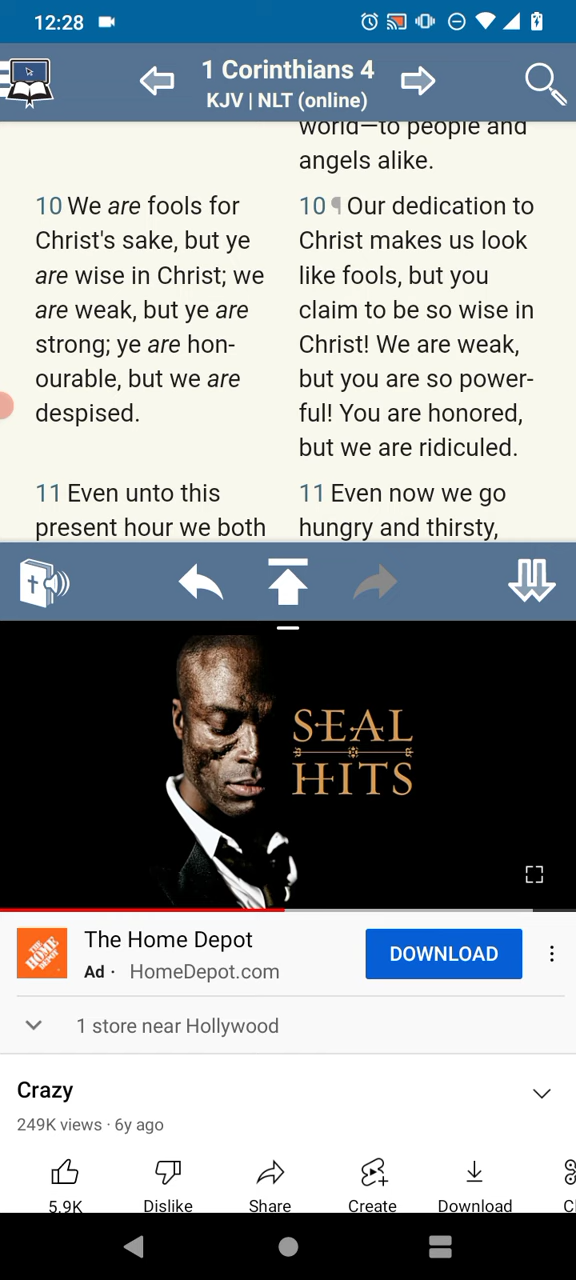 12:28
1 Corinthians 4
KJV | NLT (online)
world—to people and
angels alike.
10 We are fools for
Christ's sake, but ye
are wise in Christ; we
are weak, but ye are
strong; ye are hon-
ourable, but we are
despised.
10 ¶ Our dedication to
Christ makes us look
like fools, but you
claim to be so wise in
Christ! We are weak,
but you are so power-
ful! You are honored,
but we are ridiculed.
11 Even unto this
present hour we both
11 Even now we go
hungry and thirsty,
SEAL
HITS
THE HOME DEPOT
The Home Depot
Ad · HomeDepot.com
DOWNLOAD
1 store near Hollywood
Crazy
249K views · 6y ago
5.9K
Dislike
Share
Create
Download